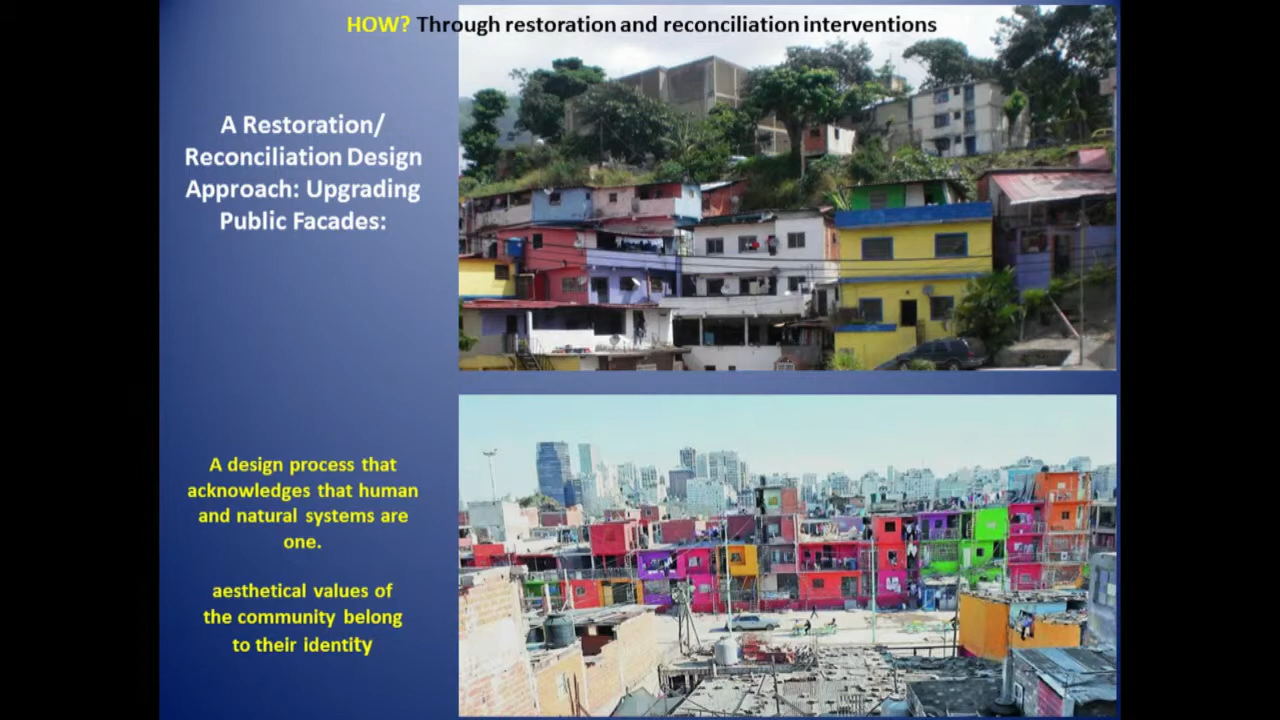 HOW? Through restoration and reconciliation interventions
A Restoration/
Reconciliation Design
Approach: Upgrading
Public Facades:
A design process that
acknowledges that human
and natural systems are
one.
aesthetical values of
the community belong
to their identity